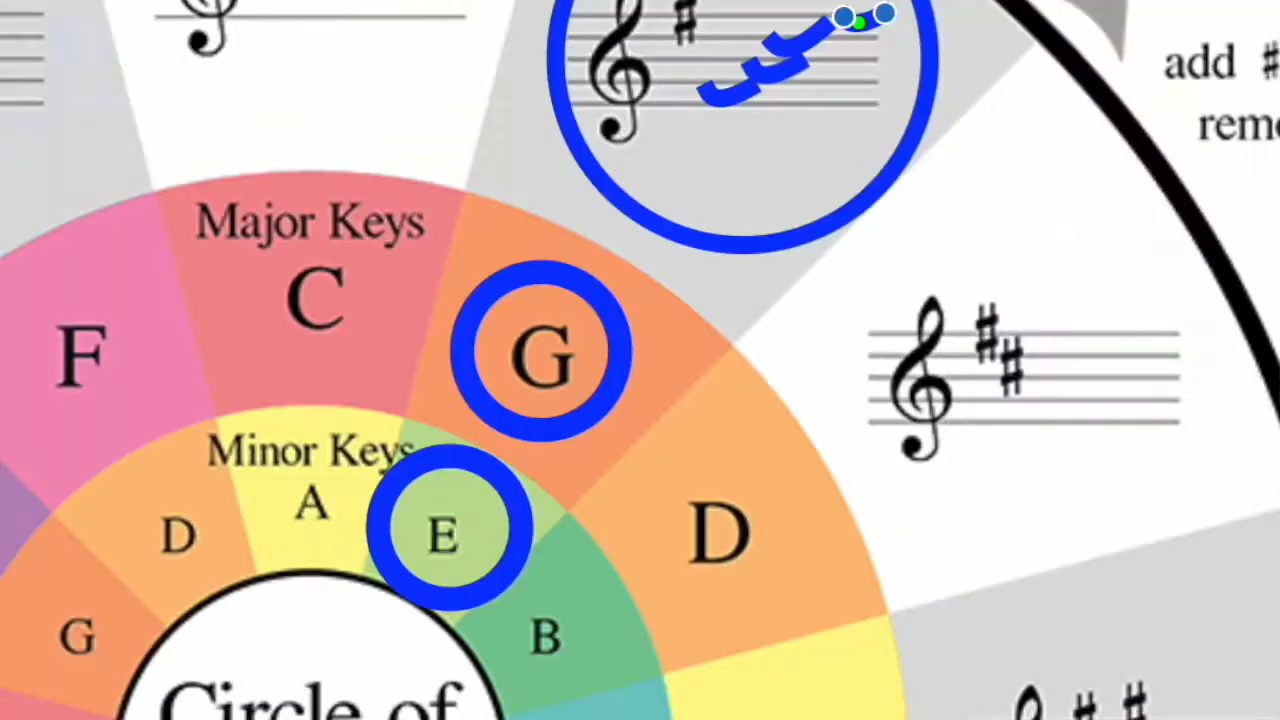 add #
Major Keys
C
G
F
Minor Keys
A
D
E
D
G
B
Circle of